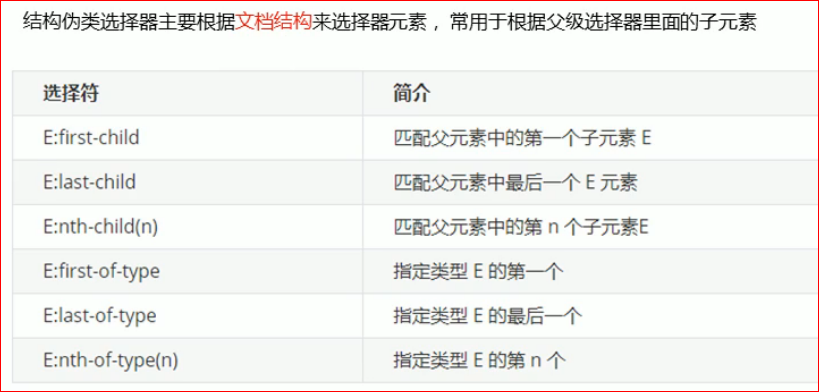 结构伪类选择器主要根据文档结构来选择器元素，常用于根据父级选择器里面的子元素
选择符 简介
E:first-child 匹配父元素中的第一个子元素 E
E:last-child 匹配父元素中最后一个 E 元素
E:nth-child(n) 匹配父元素中的第 n 个子元素E
E:first-of-type 指定类型 E 的第一个
E:last-of-type 指定类型 E 的最后一个
E:nth-of-type(n) 指定类型 E 的第 n 个